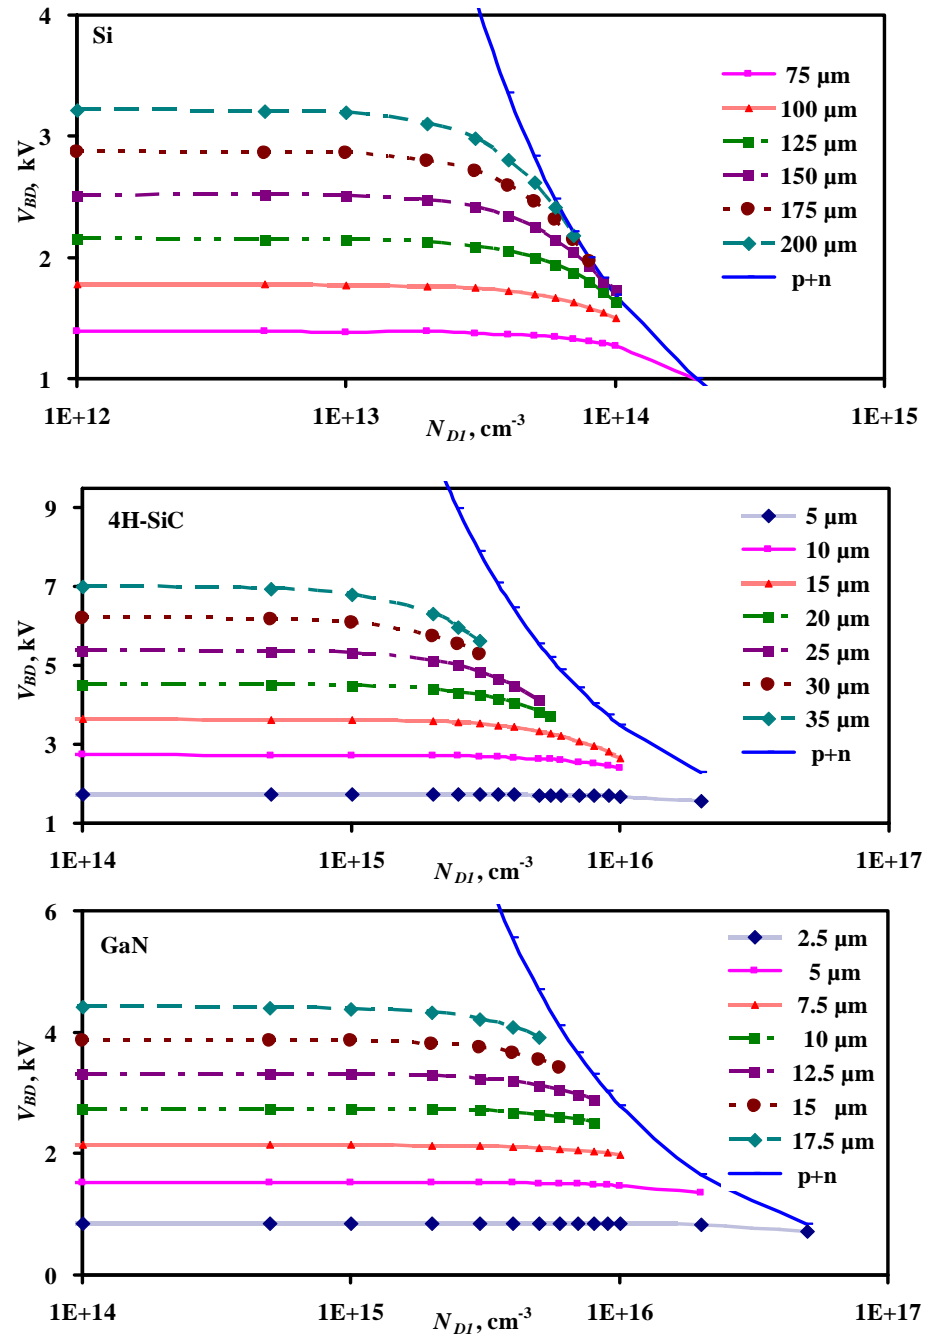 4
Si
75 μm
100 μm
3
125 μm
V_BD, kV
150 μm
175 μm
2
200 μm
p+n
1
1E+12
1E+13
N_D1, cm^-3
1E+14
1E+15
9
4H-SiC
5 μm
10 μm
7
15 μm
20 μm
V_BD, kV
5
25 μm
30 μm
3
35 μm
p+n
1
1E+14
1E+15
N_D1, cm^-3
1E+16
1E+17
6
GaN
2.5 μm
5 μm
4
7.5 μm
10 μm
V_BD, kV
12.5 μm
15 μm
2
17.5 μm
p+n
0
1E+14
1E+15
N_D1, cm^-3
1E+16
1E+17